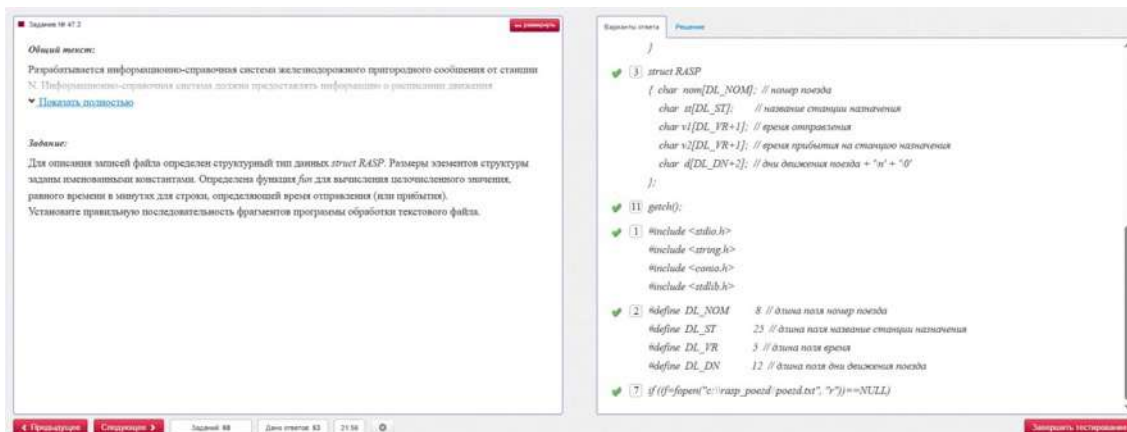 Задание № 47.2
развернуть
Общий текст:
Разрабатывается информационно-справочная система железнодорожного пригородного сообщения от станции
N. Информационно-справочная система должна предоставлять информацию о расписании движения
Показать полностью
Задание:
Для описания записей файла определен структурный тип данных struct RASP. Размеры элементов структуры
заданы именованными константами. Определена функция fun для вычисления целочисленного значения,
равного времени в минутах для строки, определяющей время отправления (или прибытия).
Установите правильную последовательность фрагментов программы обработки текстового файла.
Предыдущее
Следующее
Заданий 68
Дано ответов 53
21:56
Варианты ответа
Решение
}
3 struct RASP
{ char nom[DL_NOM]; // номер поезда
char st[DL_ST]; // название станции назначения
char v1[DL_VR+1]; // время отправления
char v2[DL_VR+1]; // время прибытия на станцию назначения
char d[DL_DN+2]; // дни движения поезда + '\n' + '\0'
};
11 getch();
1 #include <stdio.h>
#include <string.h>
#include <conio.h>
#include <stdlib.h>
2 #define DL_NOM 8 // длина поля номер поезда
#define DL_ST 25 // длина поля название станции назначения
#define DL_VR 5 // длина поля время
#define DL_DN 12 // длина поля дни движения поезда
7 if ((f=fopen("c:\\rasp_poezd\\poezd.txt", "r"))==NULL)
Завершить тестирование